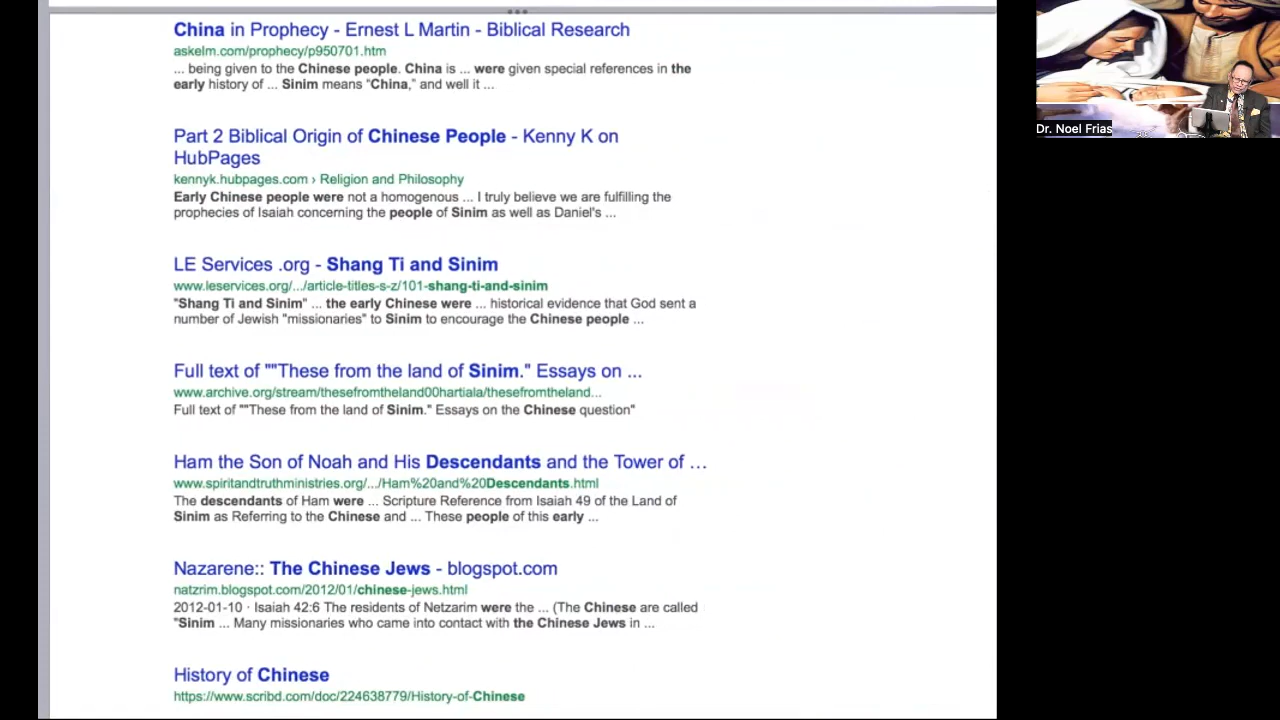 China in Prophecy - Ernest L Martin - Biblical Research
askelm.com/prophecy/p950701.htm
... being given to the Chinese people. China is ... were given special references in the
early history of ... Sinim means "China," and well it ...
Part 2 Biblical Origin of Chinese People - Kenny K on
HubPages
kennyk.hubpages.com › Religion and Philosophy
Early Chinese people were not a homogenous ... I truly believe we are fulfilling the
prophecies of Isaiah concerning the people of Sinim as well as Daniel's ...
LE Services .org - Shang Ti and Sinim
www.leservices.org/.../article-titles-s-z/101-shang-ti-and-sinim
"Shang Ti and Sinim" ... the early Chinese were ... historical evidence that God sent a
number of Jewish "missionaries" to Sinim to encourage the Chinese people ...
Full text of ""These from the land of Sinim." Essays on ...
www.archive.org/stream/thesefromtheland00hartiala/thesefromtheland...
Full text of ""These from the land of Sinim." Essays on the Chinese question"
Ham the Son of Noah and His Descendants and the Tower of ...
www.spiritandtruthministries.org/.../Ham%20and%20Descendants.html
The descendants of Ham were ... Scripture Reference from Isaiah 49 of the Land of
Sinim as Referring to the Chinese and ... These people of this early ...
Nazarene:: The Chinese Jews - blogspot.com
natzrim.blogspot.com/2012/01/chinese-jews.html
2012-01-10 · Isaiah 42:6 The residents of Netzarim were the ... (The Chinese are called
"Sinim ... Many missionaries who came into contact with the Chinese Jews in ...
History of Chinese
https://www.scribd.com/doc/224638779/History-of-Chinese
Dr. Noel Frias